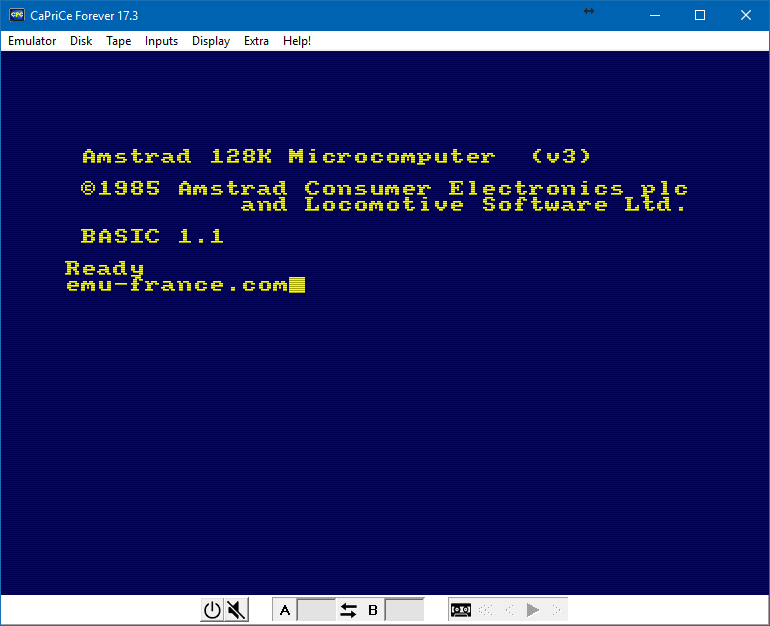 CaPriCe Forever 17.3
Emulator Disk Tape Inputs Display Extra Help!
Amstrad 128K Microcomputer (v3)
©1985 Amstrad Consumer Electronics plc
and Locomotive Software Ltd.
BASIC 1.1
Ready
emu-france.com
A B